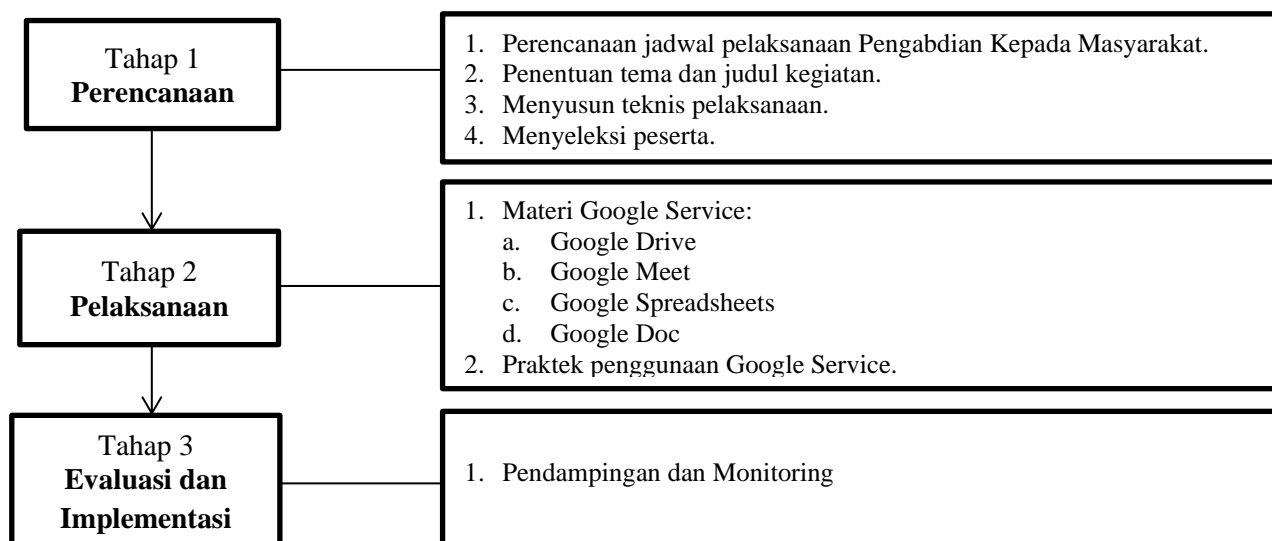 Tahap 1
Perencanaan
1. Perencanaan jadwal pelaksanaan Pengabdian Kepada Masyarakat.
2. Penentuan tema dan judul kegiatan.
3. Menyusun teknis pelaksanaan.
4. Menyeleksi peserta.
Tahap 2
Pelaksanaan
1. Materi Google Service:
a. Google Drive
b. Google Meet
c. Google Spreadsheets
d. Google Doc
2. Praktek penggunaan Google Service.
Tahap 3
Evaluasi dan
Implementasi
1. Pendampingan dan Monitoring